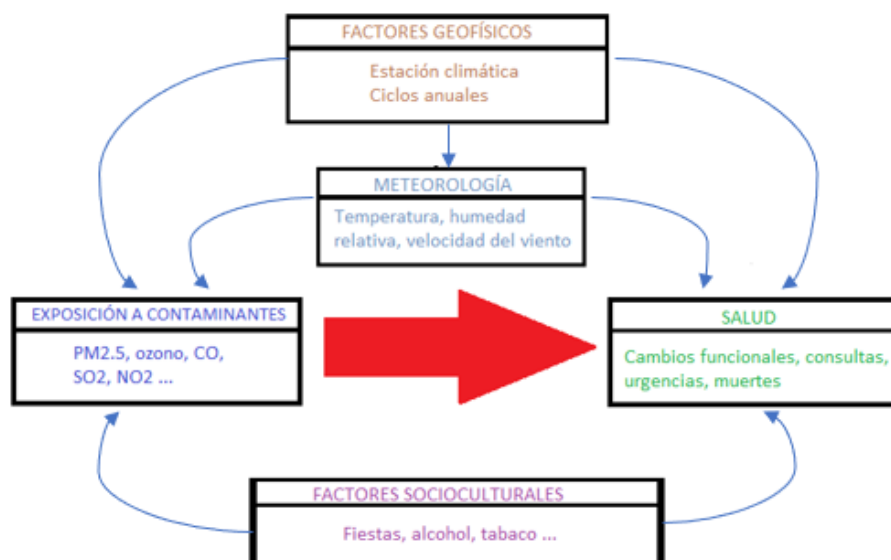 FACTORES GEOFÍSICOS
Estación climática
Ciclos anuales
METEOROLOGÍA
Temperatura, humedad
relativa, velocidad del viento
EXPOSICIÓN A CONTAMINANTES
PM2.5, ozono, CO,
SO2, NO2 ...
SALUD
Cambios funcionales, consultas,
urgencias, muertes
FACTORES SOCIOCULTURALES
Fiestas, alcohol, tabaco ...